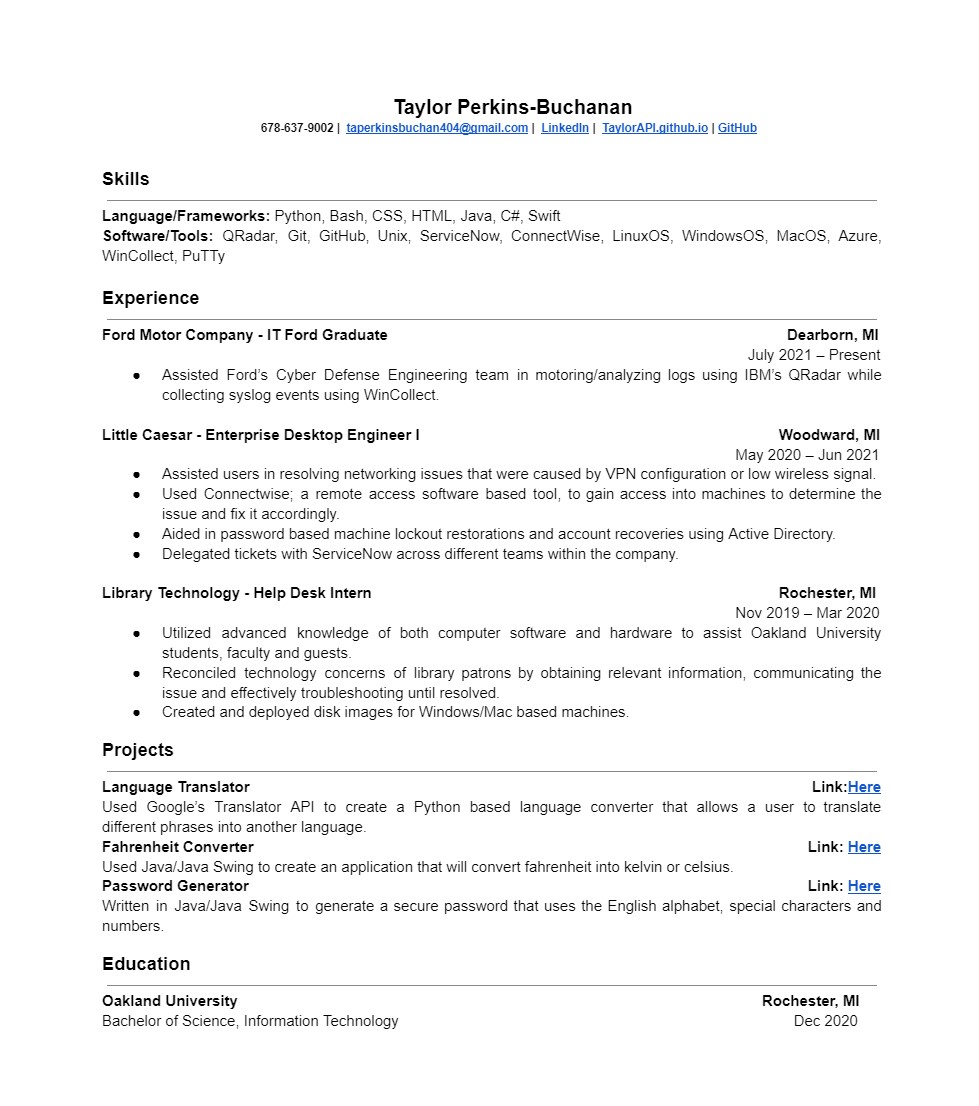 Taylor Perkins-Buchanan
678-637-9002 | taperkinsbuchan404@gmail.com | LinkedIn | TaylorAPI.github.io | GitHub
Skills
Language/Frameworks: Python, Bash, CSS, HTML, Java, C#, Swift
Software/Tools: QRadar, Git, GitHub, Unix, ServiceNow, ConnectWise, LinuxOS, WindowsOS, MacOS, Azure,
WinCollect, PuTTy
Experience
Ford Motor Company - IT Ford Graduate Dearborn, MI
July 2021 – Present
● Assisted Ford’s Cyber Defense Engineering team in motoring/analyzing logs using IBM’s QRadar while
collecting syslog events using WinCollect.
Little Caesar - Enterprise Desktop Engineer I Woodward, MI
May 2020 – Jun 2021
● Assisted users in resolving networking issues that were caused by VPN configuration or low wireless signal.
● Used Connectwise; a remote access software based tool, to gain access into machines to determine the
issue and fix it accordingly.
● Aided in password based machine lockout restorations and account recoveries using Active Directory.
● Delegated tickets with ServiceNow across different teams within the company.
Library Technology - Help Desk Intern Rochester, MI
Nov 2019 – Mar 2020
● Utilized advanced knowledge of both computer software and hardware to assist Oakland University
students, faculty and guests.
● Reconciled technology concerns of library patrons by obtaining relevant information, communicating the
issue and effectively troubleshooting until resolved.
● Created and deployed disk images for Windows/Mac based machines.
Projects
Language Translator Link:Here
Used Google’s Translator API to create a Python based language converter that allows a user to translate
different phrases into another language.
Fahrenheit Converter Link: Here
Used Java/Java Swing to create an application that will convert fahrenheit into kelvin or celsius.
Password Generator Link: Here
Written in Java/Java Swing to generate a secure password that uses the English alphabet, special characters and
numbers.
Education
Oakland University Rochester, MI
Bachelor of Science, Information Technology Dec 2020